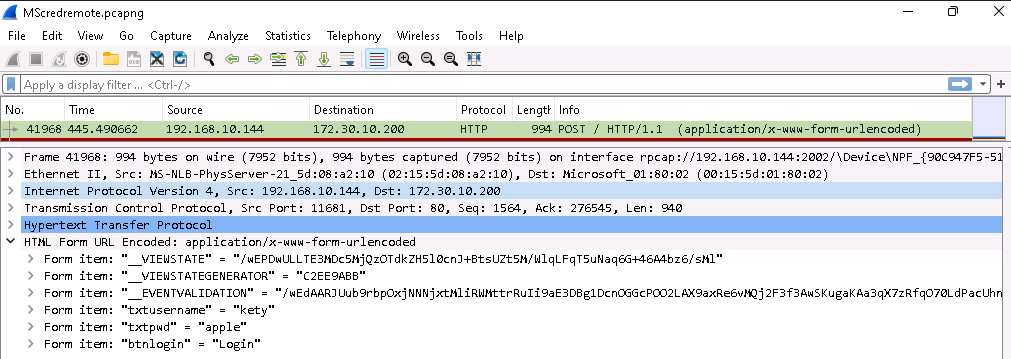 MScredremote.pcapng
File Edit View Go Capture Analyze Statistics Telephony Wireless Tools Help
Apply a display filter ... <Ctrl-/>
No. Time Source Destination Protocol Length Info
41968 445.490662 192.168.10.144 172.30.10.200 HTTP 994 POST / HTTP/1.1 (application/x-www-form-urlencoded)
Frame 41968: 994 bytes on wire (7952 bits), 994 bytes captured (7952 bits) on interface rpcap://192.168.10.144:2002/\Device\NPF_{90C947F5-51
Ethernet II, Src: MS-NLB-PhysServer-21_5d:08:a2:10 (02:15:5d:08:a2:10), Dst: Microsoft_01:80:02 (00:15:5d:01:80:02)
Internet Protocol Version 4, Src: 192.168.10.144, Dst: 172.30.10.200
Transmission Control Protocol, Src Port: 11681, Dst Port: 80, Seq: 1564, Ack: 276545, Len: 940
Hypertext Transfer Protocol
HTML Form URL Encoded: application/x-www-form-urlencoded
Form item: "__VIEWSTATE" = "/wEPDwULLTE3MDc5MjQzOTdkZH5l0cnJ+BtsUZt5M/WlqLFqT5uNaq6G+46A4bz6/sMl"
Form item: "__VIEWSTATEGENERATOR" = "C2EE9ABB"
Form item: "__EVENTVALIDATION" = "/wEdAARJUub9rbpOxjNNNjxtMliRWMttrRuIi9aE3DBg1DcnOGGcPOO2LAX9axRe6vMQj2F3f3AwSKugaKAa3qX7zRfqO70LdPacUhn
Form item: "txtusername" = "kety"
Form item: "txtpwd" = "apple"
Form item: "btnlogin" = "Login"